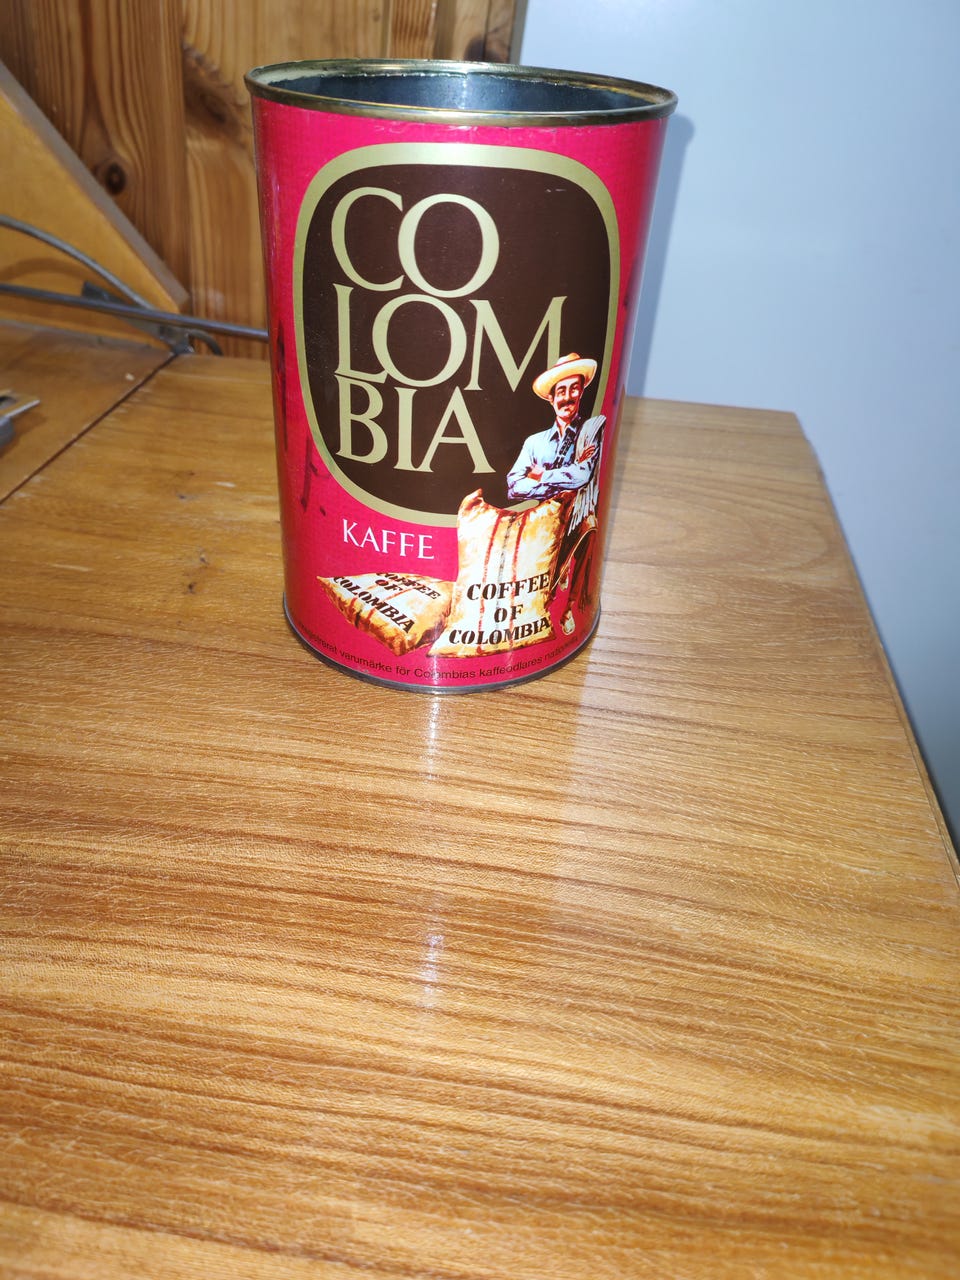 CO
LOM
BIA
KAFFE
COFFEE
OF
COLOMBIA
COFFEE
OF
COLOMBIA
varumärke för Colombias kaffeodlares